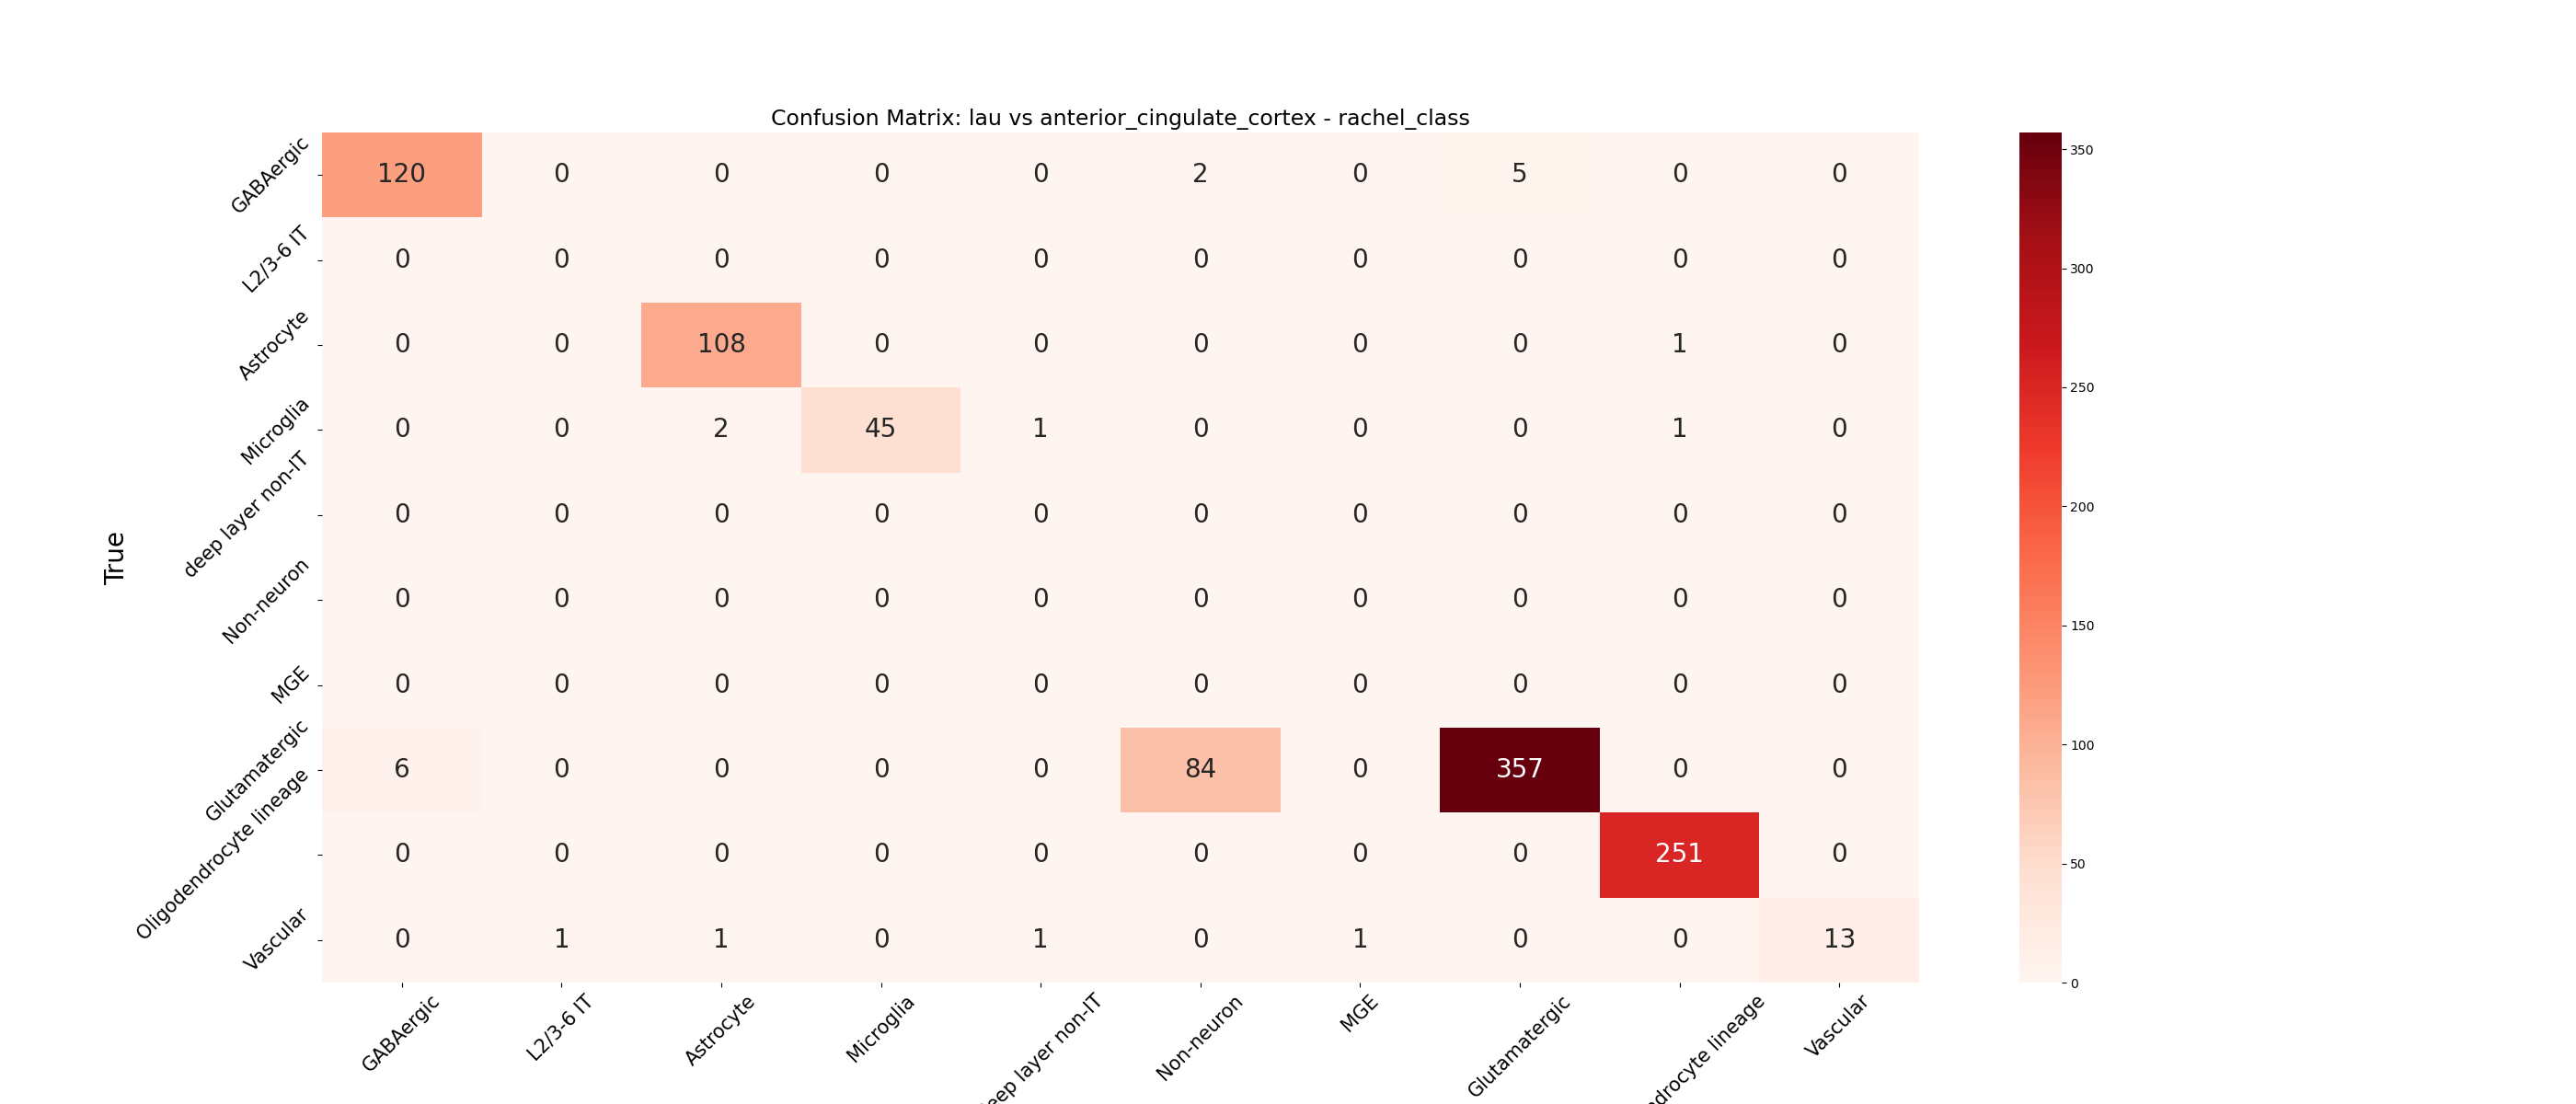 Confusion Matrix: lau vs anterior_cingulate_cortex - rachel_class
GABAergic 120 0 0 0 0 2 0 5 0 0
L2/3-6 IT 0 0 0 0 0 0 0 0 0 0
Astrocyte 0 0 108 0 0 0 0 0 1 0
Microglia 0 0 2 45 1 0 0 0 1 0
deep layer non-IT 0 0 0 0 0 0 0 0 0 0
Non-neuron 0 0 0 0 0 0 0 0 0 0
MGE 0 0 0 0 0 0 0 0 0 0
Glutamatergic 6 0 0 0 0 84 0 357 0 0
Oligodendrocyte lineage 0 0 0 0 0 0 0 0 251 0
Vascular 0 1 1 0 1 0 1 0 0 13
True
GABAergic L2/3-6 IT Astrocyte Microglia layer non-IT Non-neuron MGE Glutamatergic lineage Vascular
350
300
250
200
150
100
50
0